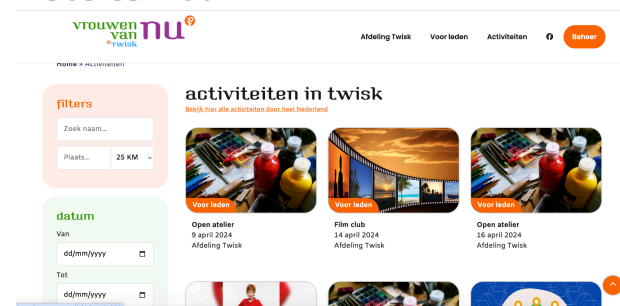 vrouwen
van
nu
twisk
Afdeling Twisk
Voor leden
Activiteiten
Beheer
Home » Activiteiten
filters
Zoek naam...
Plaats...
25 KM
datum
Van
dd/mm/yyyy
Tot
dd/mm/yyyy
activiteiten in twisk
Bekijk hier alle activiteiten door heel Nederland
Voor leden
Open atelier
9 april 2024
Afdeling Twisk
Voor leden
Film club
14 april 2024
Afdeling Twisk
Voor leden
Open atelier
16 april 2024
Afdeling Twisk